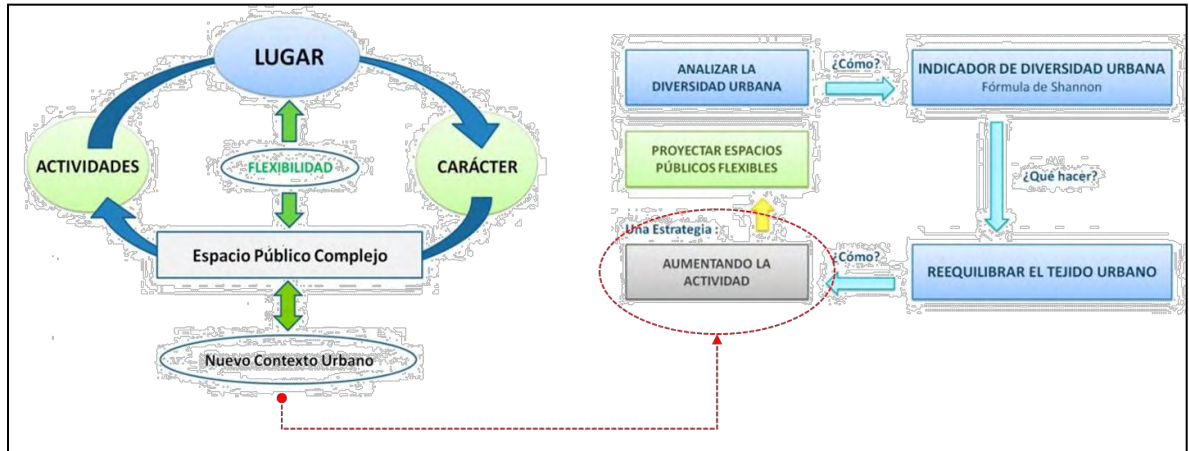 LUGAR
ACTIVIDADES
FLEXIBILIDAD
CARÁCTER
Espacio Público Complejo
Nuevo Contexto Urbano
ANALIZAR LA
DIVERSIDAD URBANA
¿Cómo?
INDICADOR DE DIVERSIDAD URBANA
Fórmula de Shannon
PROYECTAR ESPACIOS
PÚBLICOS FLEXIBLES
¿Qué hacer?
Una Estrategia :
AUMENTANDO LA
ACTIVIDAD
¿Cómo?
REEQUILIBRAR EL TEJIDO URBANO